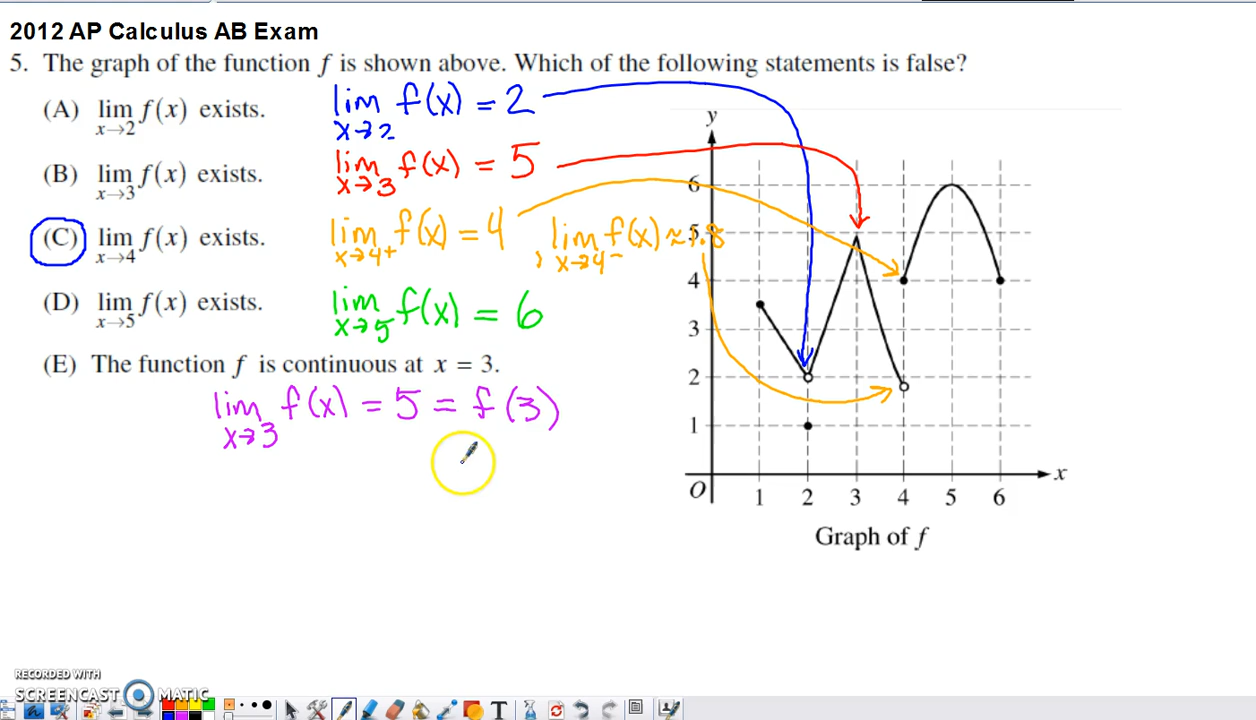 2012 AP Calculus AB Exam
5. The graph of the function f is shown above. Which of the following statements is false?
(A) lim x→2 f(x) exists.
lim x→2 f(x) = 2
(B) lim x→3 f(x) exists.
lim x→3 f(x) = 5
(C) lim x→4 f(x) exists.
lim x→4+ f(x) = 4, lim x→4− f(x) ≈ 1.8
(D) lim x→5 f(x) exists.
lim x→5 f(x) = 6
(E) The function f is continuous at x = 3.
lim x→3 f(x) = 5 = f(3)
y
6
5
4
3
2
1
O 1 2 3 4 5 6 x
Graph of f
RECORDED WITH
SCREENCAST MATIC
T